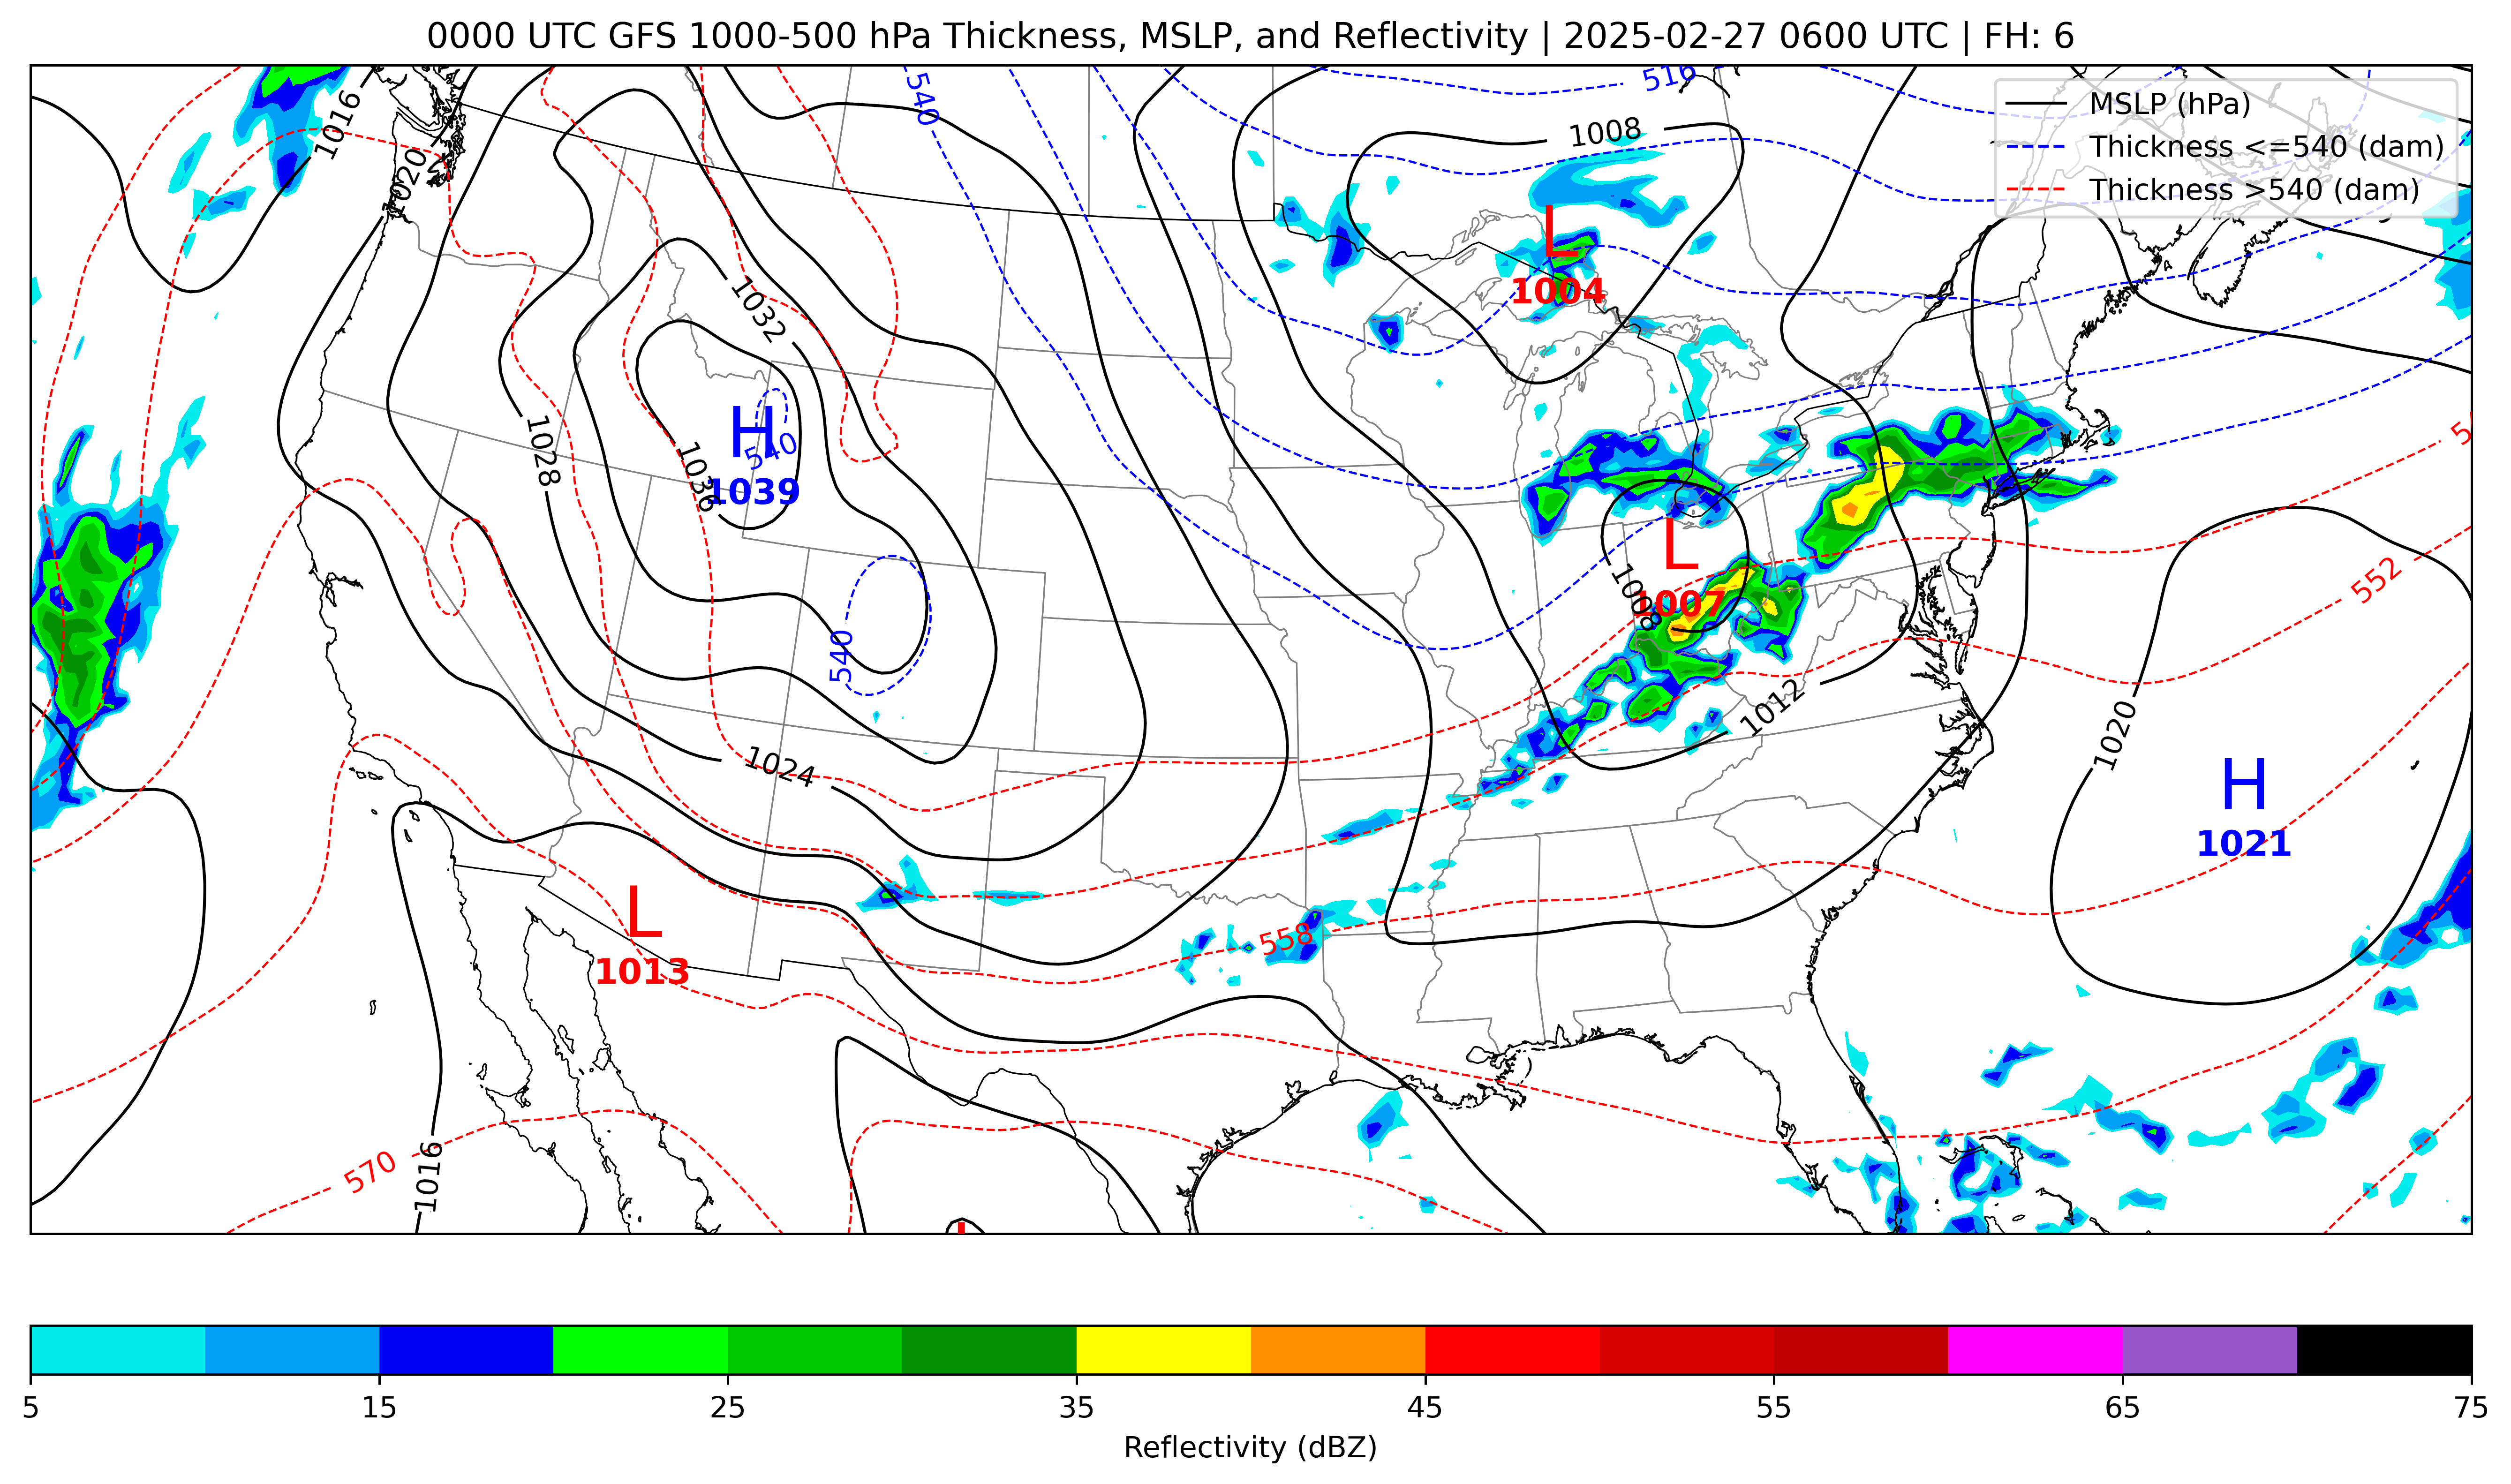 0000 UTC GFS 1000-500 hPa Thickness, MSLP, and Reflectivity | 2025-02-27 0600 UTC | FH: 6
MSLP (hPa)
Thickness <=540 (dam)
Thickness >540 (dam)
516
540
1016
1008
1020
L
1004
1032
H
540
1039
1036
1028
L
1007
1008
552
540
1012
1020
1024
H
1021
L
1013
558
570
1016
5 15 25 35 45 55 65 75
Reflectivity (dBZ)